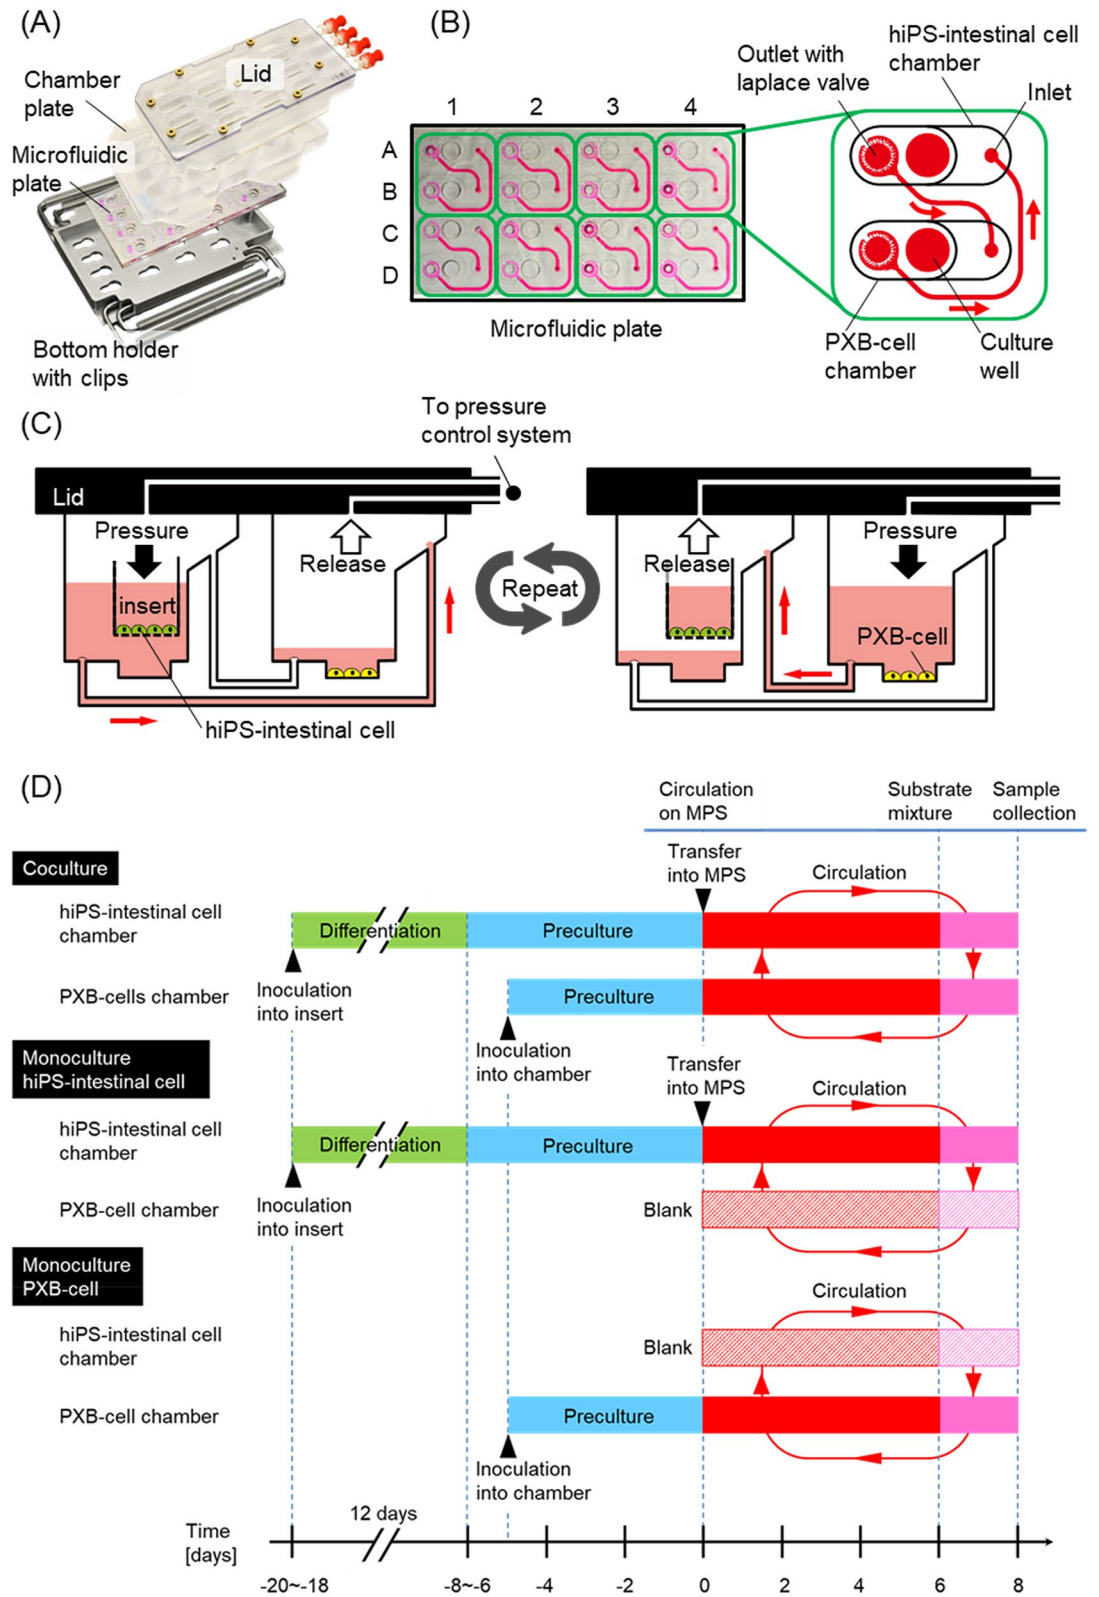 (A)
Lid
Chamber
plate
Microfluidic
plate
Bottom holder
with clips
(B)
1 2 3 4
A
B
C
D
Microfluidic plate
Outlet with
laplace valve
hiPS-intestinal cell
chamber
Inlet
PXB-cell
chamber
Culture
well
(C)
To pressure
control system
Lid
Pressure
Release
insert
hiPS-intestinal cell
Repeat
Release
Pressure
PXB-cell
(D)
Circulation
on MPS
Substrate
mixture
Sample
collection
Coculture
Transfer
into MPS
Circulation
hiPS-intestinal cell
chamber
Differentiation
Preculture
Inoculation
into insert
PXB-cells chamber
Preculture
Inoculation
into chamber
Monoculture
hiPS-intestinal cell
Transfer
into MPS
Circulation
hiPS-intestinal cell
chamber
Differentiation
Preculture
Inoculation
into insert
PXB-cell chamber
Blank
Monoculture
PXB-cell
Circulation
hiPS-intestinal cell
chamber
Blank
PXB-cell chamber
Preculture
Inoculation
into chamber
12 days
Time
[days]
-20~-18 -8~-6 -4 -2 0 2 4 6 8